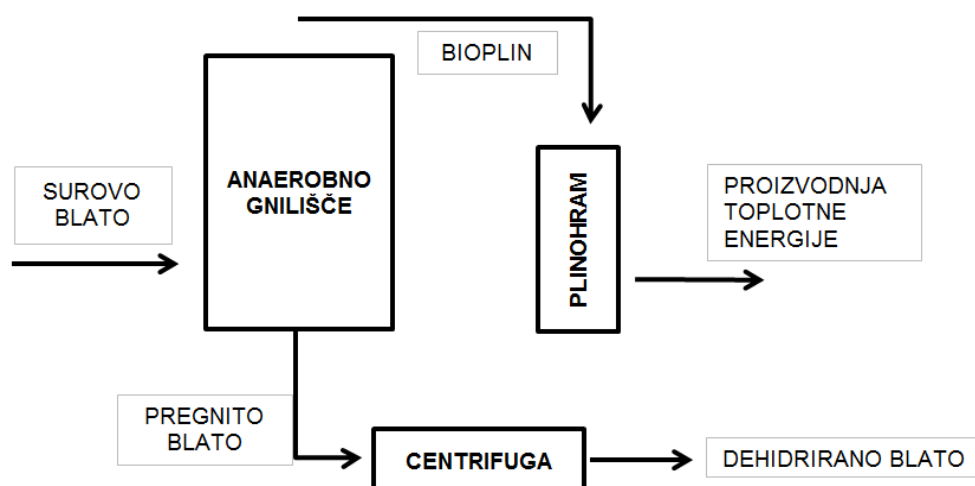 BIOPLIN
ANAEROBNO
GNILIŠČE
SUROVO
BLATO
PLINOHRAM
PROIZVODNJA
TOPLOTNE
ENERGIJE
PREGNITO
BLATO
CENTRIFUGA
DEHIDRIRANO BLATO